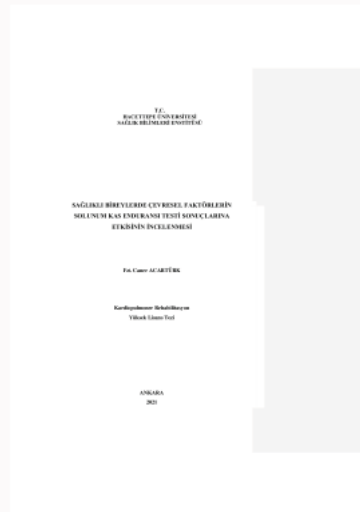 T.C.
HACETTEPE ÜNİVERSİTESİ
SAĞLIK BİLİMLERİ ENSTİTÜSÜ
SAĞLIKLI BİREYLERDE ÇEVRESEL FAKTÖRLERİN
SOLUNUM KAS ENDURANSI TESTİ SONUÇLARINA
ETKİSİNİN İNCELENMESİ
Fzt. Caner ACARTÜRK
Kardiopulmoner Rehabilitasyon
Yüksek Lisans Tezi
ANKARA
2021